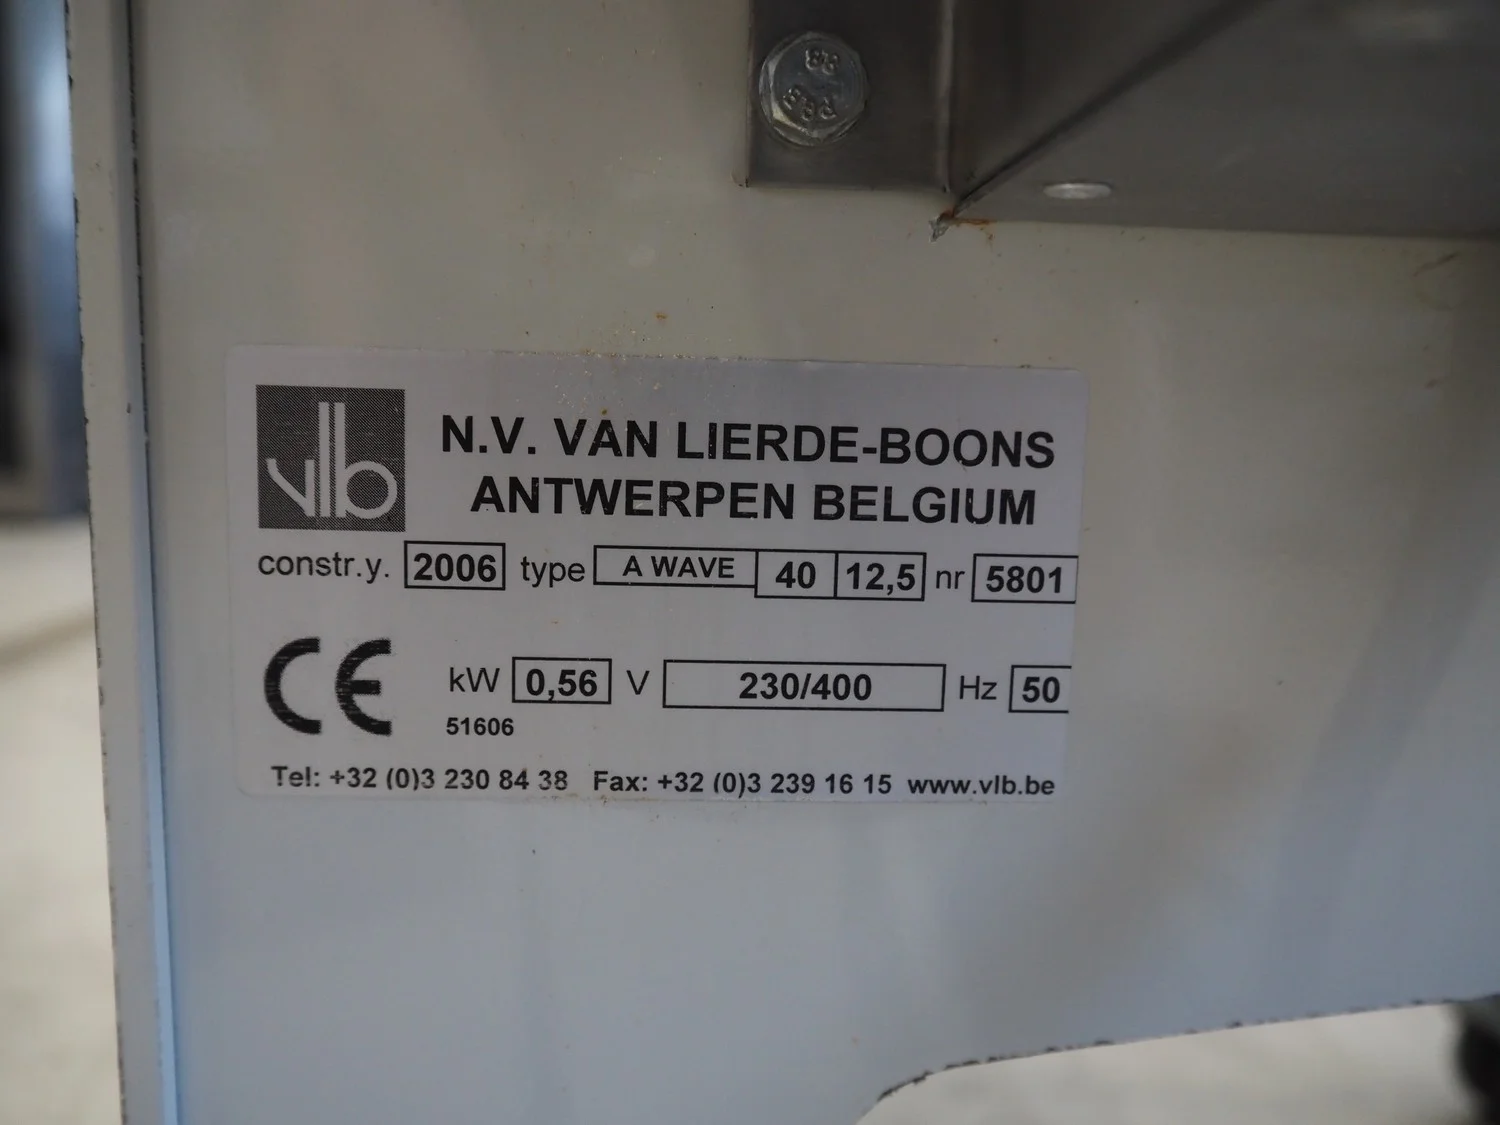 vlb
N.V. VAN LIERDE-BOONS
ANTWERPEN BELGIUM
constr.y. 2006 type A WAVE 40 12,5 nr 5801
CE kW 0,56 V 230/400 Hz 50
51606
Tel: +32 (0)3 230 84 38 Fax: +32 (0)3 239 16 15 www.vlb.be